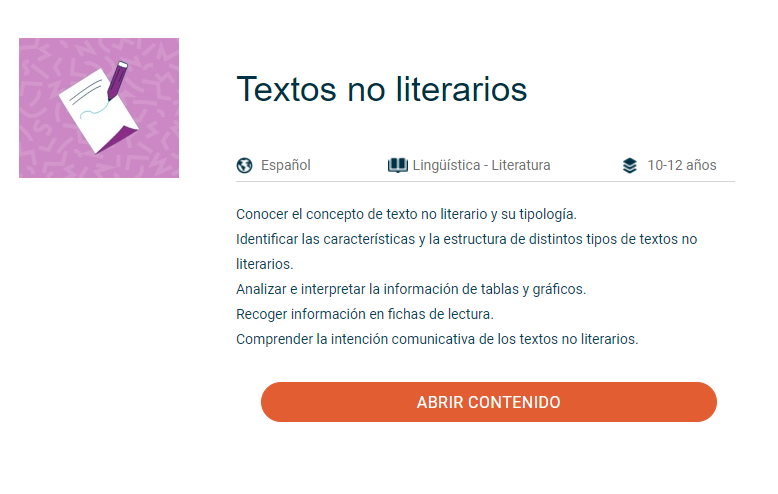 Textos no literarios
Español
Lingüística - Literatura
10-12 años
Conocer el concepto de texto no literario y su tipología.
Identificar las características y la estructura de distintos tipos de textos no
literarios.
Analizar e interpretar la información de tablas y gráficos.
Recoger información en fichas de lectura.
Comprender la intención comunicativa de los textos no literarios.
ABRIR CONTENIDO